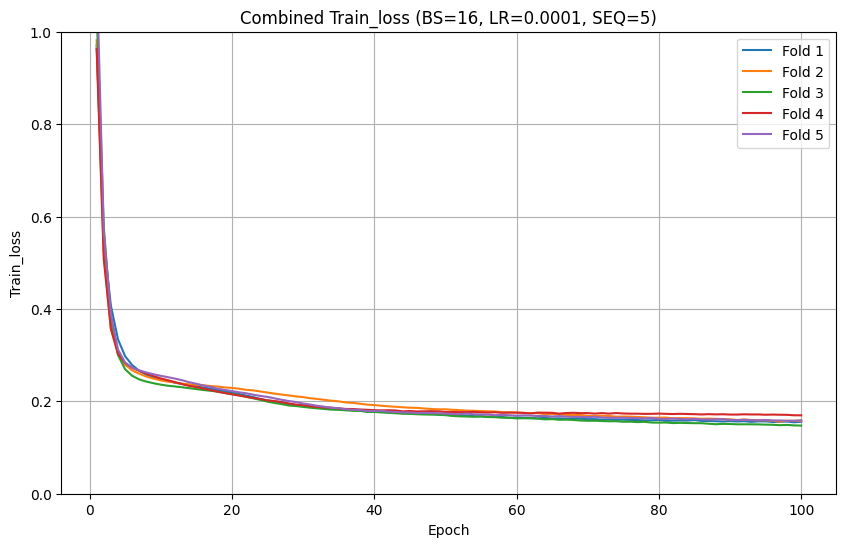 Combined Train_loss (BS=16, LR=0.0001, SEQ=5)
Train_loss
1.0
0.8
0.6
0.4
0.2
0.0
0
20
40
60
80
100
Epoch
Fold 1
Fold 2
Fold 3
Fold 4
Fold 5